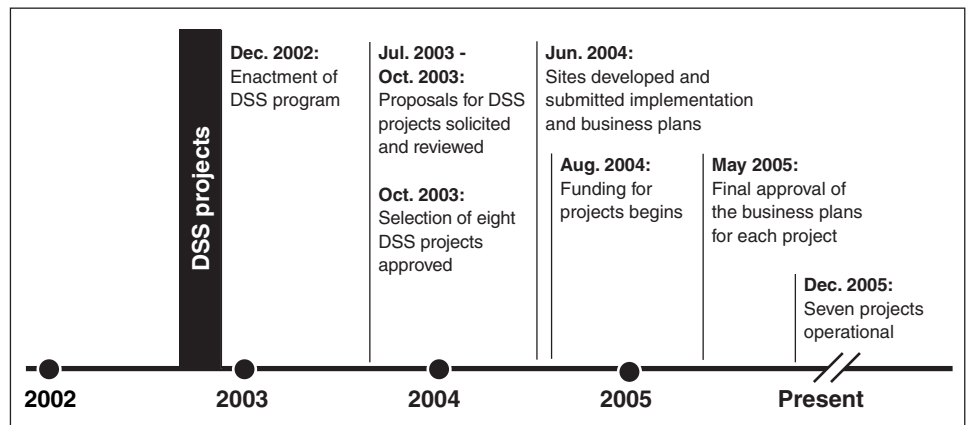 DSS projects
Dec. 2002:
Enactment of
DSS program
Jul. 2003 -
Oct. 2003:
Proposals for DSS
projects solicited
and reviewed
Oct. 2003:
Selection of eight
DSS projects
approved
Jun. 2004:
Sites developed and
submitted implementation
and business plans
Aug. 2004:
Funding for
projects begins
May 2005:
Final approval of
the business plans
for each project
Dec. 2005:
Seven projects
operational
2002
2003
2004
2005
Present